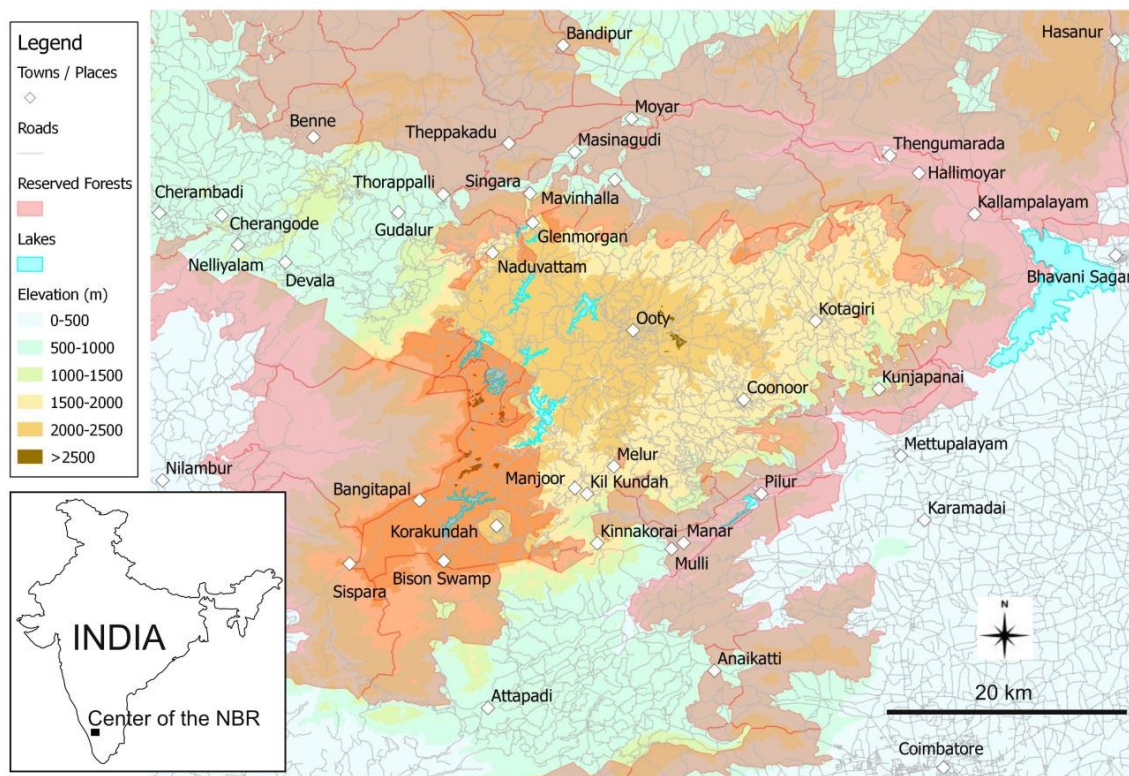 Legend
Towns / Places
Roads
Reserved Forests
Lakes
Elevation (m)
0-500
500-1000
1000-1500
1500-2000
2000-2500
>2500
Bandipur
Hasanur
Moyar
Benne
Theppakadu
Masinagudi
Thengumarada
Hallimoyar
Cherambadi
Thorappalli
Singara
Mavinhalla
Kallampalayam
Cherangode
Gudalur
Glenmorgan
Nelliyalam
Naduvattam
Devala
Bhavani Sagar
Ooty
Kotagiri
Coonoor
Kunjapanai
Mettupalayam
Nilambur
Melur
Manjoor
Kil Kundah
Pilur
Bangitapal
Karamadai
Korakundah
Kinnakorai
Manar
Mulli
Sispara
Bison Swamp
N
INDIA
Anaikatti
20 km
Attapadi
Center of the NBR
Coimbatore